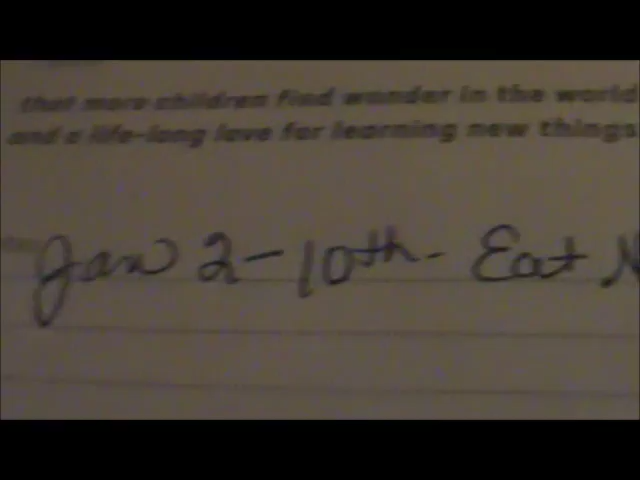 that more children find wonder in the world
and a life-long love for learning new things
Jan 2-10th- Eat